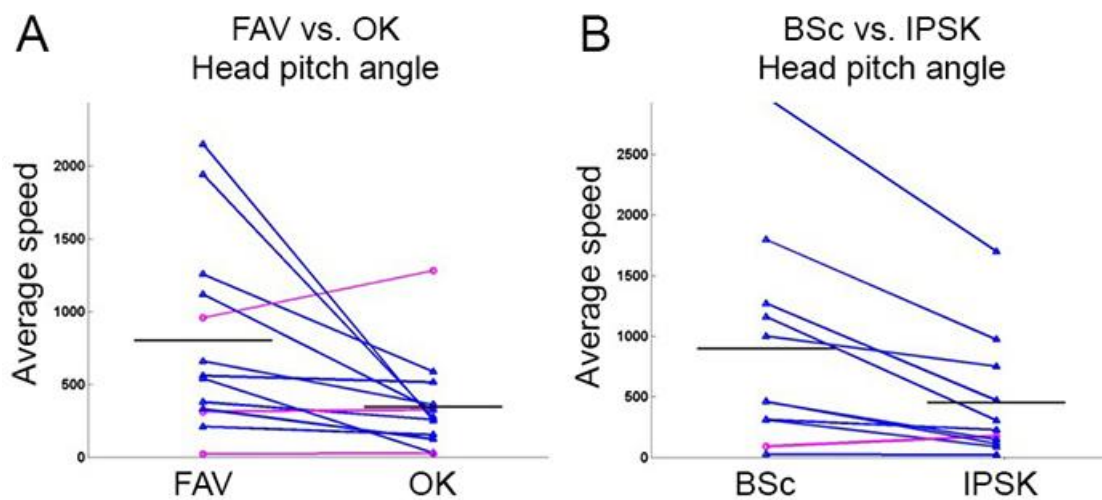 A
FAV vs. OK
Head pitch angle
Average speed
2000
1500
1000
500
0
FAV
OK
B
BSc vs. IPSK
Head pitch angle
Average speed
2500
2000
1500
1000
500
0
BSc
IPSK